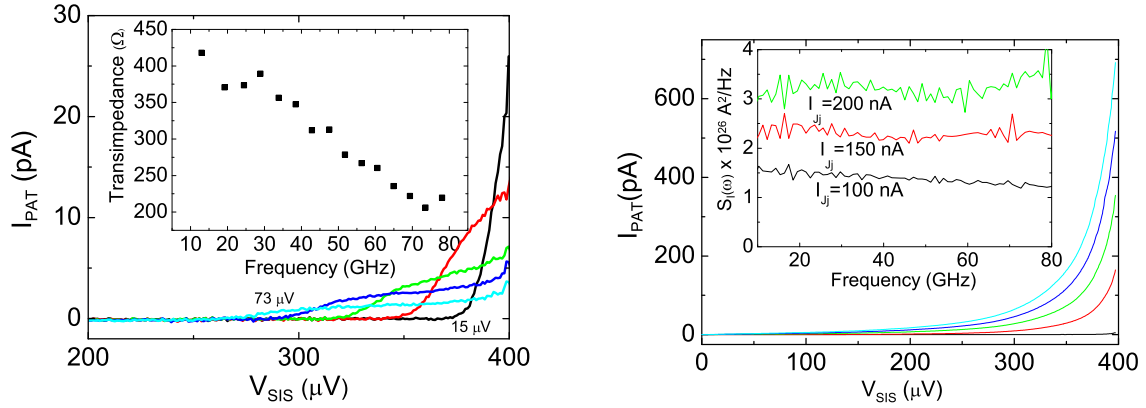 30
20
10
0
I_PAT (pA)
200
300
400
V_SIS (μV)
73 μV
15 μV
450
400
350
300
250
200
Transimpedance (Ω)
10 20 30 40 50 60 70 80
Frequency (GHz)
600
400
200
0
I_PAT(pA)
0 100 200 300 400
V_SIS (μV)
4
3
2
1
0
S_I(ω) x 10^26 A^2/Hz
I_Jj=200 nA
I_Jj=150 nA
I_Jj=100 nA
20 40 60 80
Frequency (GHz)